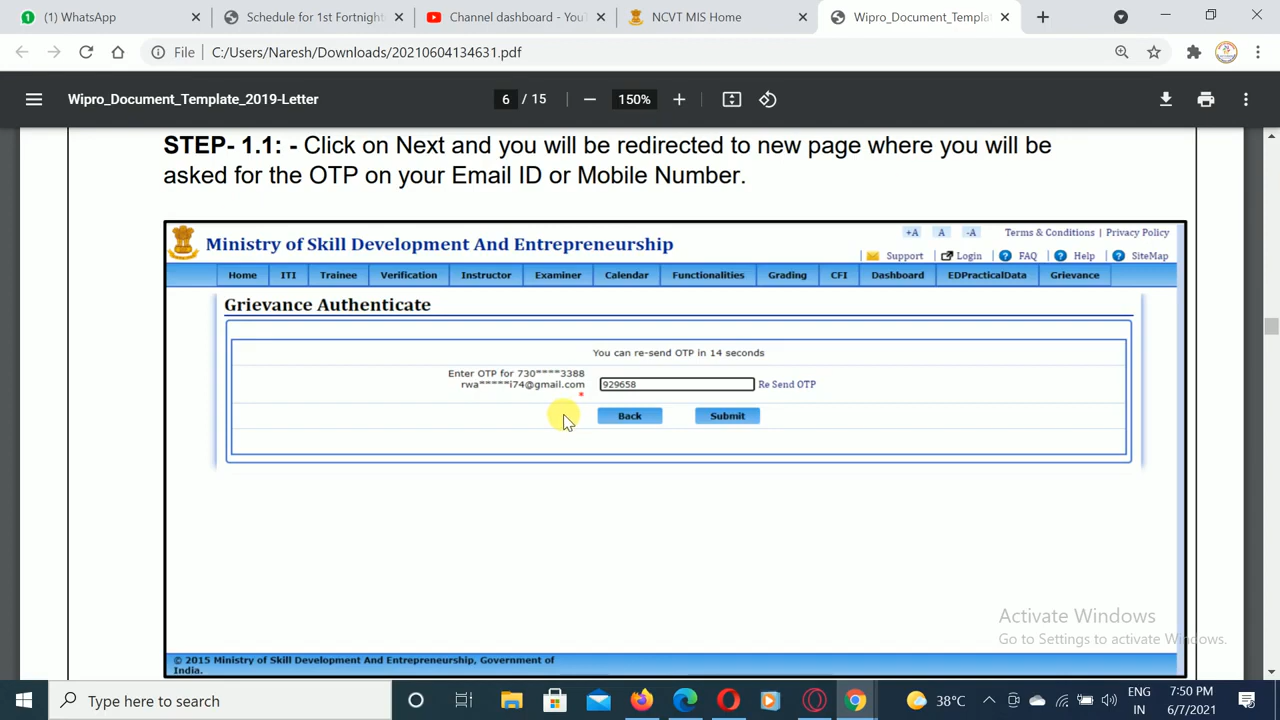 (1) WhatsApp
Schedule for 1st Fortnight
Channel dashboard - YouT
NCVT MIS Home
Wipro_Document_Templa
File
C:/Users/Naresh/Downloads/20210604134631.pdf
Wipro_Document_Template_2019-Letter
6 / 15
150%
STEP- 1.1: - Click on Next and you will be redirected to new page where you will be
asked for the OTP on your Email ID or Mobile Number.
+A A -A Terms & Conditions | Privacy Policy
Ministry of Skill Development And Entrepreneurship
| Support | Login | FAQ | Help | SiteMap
Home ITI Trainee Verification Instructor Examiner Calendar Functionalities Grading CFI Dashboard EDPracticalData Grievance
Grievance Authenticate
You can re-send OTP in 14 seconds
Enter OTP for 730****3388
rwa*****i74@gmail.com
*
929658
Re Send OTP
Back
Submit
Activate Windows
Go to Settings to activate Windows.
© 2015 Ministry of Skill Development And Entrepreneurship, Government of
India.
Type here to search
38°C
ENG
IN
7:50 PM
6/7/2021